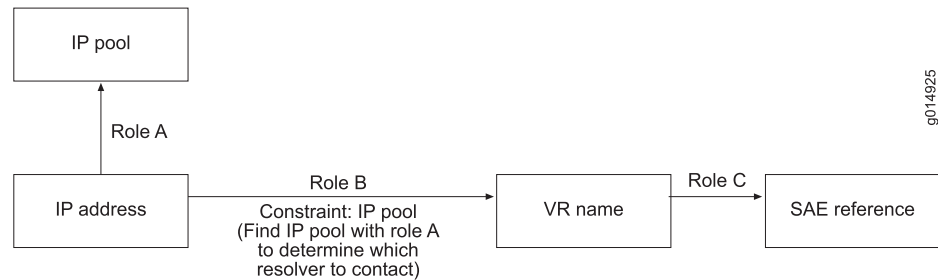 IP pool
g014925
Role A
IP address
Role B
Constraint: IP pool
(Find IP pool with role A
to determine which
resolver to contact)
VR name
Role C
SAE reference